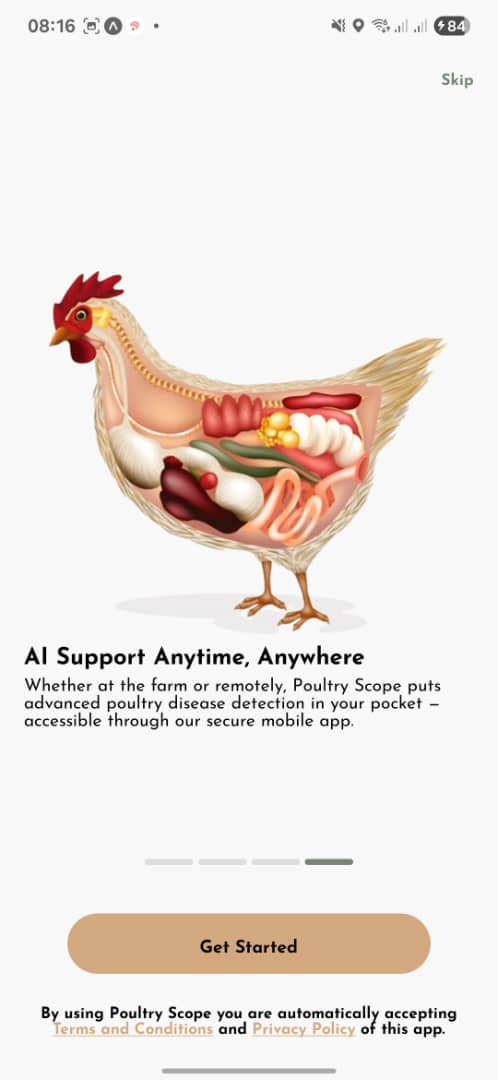 08:16
84
Skip
AI Support Anytime, Anywhere
Whether at the farm or remotely, Poultry Scope puts
advanced poultry disease detection in your pocket –
accessible through our secure mobile app.
Get Started
By using Poultry Scope you are automatically accepting
Terms and Conditions and Privacy Policy of this app.